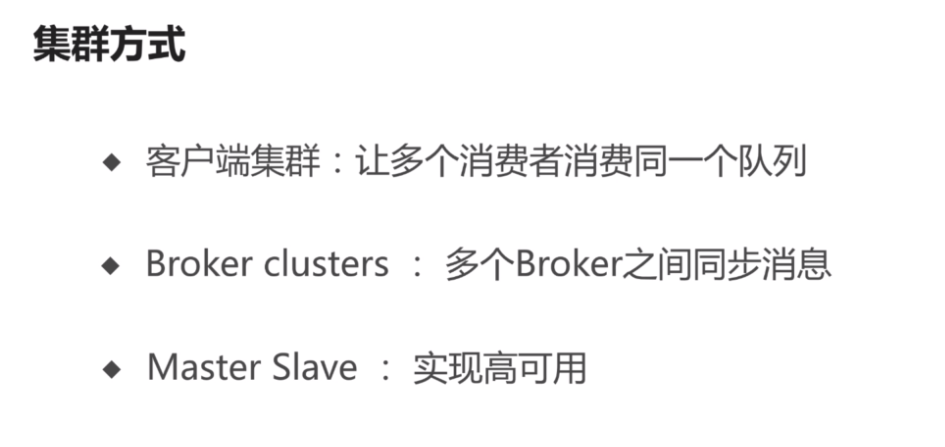 集群方式
◆ 客户端集群：让多个消费者消费同一个队列
◆ Broker clusters ： 多个Broker之间同步消息
◆ Master Slave ： 实现高可用